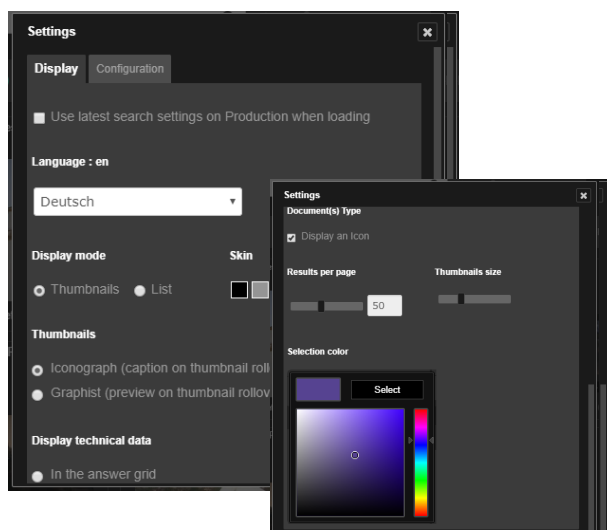 Settings
Display Configuration
Use latest search settings on Production when loading
Language : en
Deutsch
Display mode Skin
Thumbnails List
Thumbnails
Iconograph (caption on thumbnail roll
Graphist (preview on thumbnail rollov
Display technical data
In the answer grid
Settings
Document(s) Type
Display an Icon
Results per page Thumbnails size
50
Selection color
Select